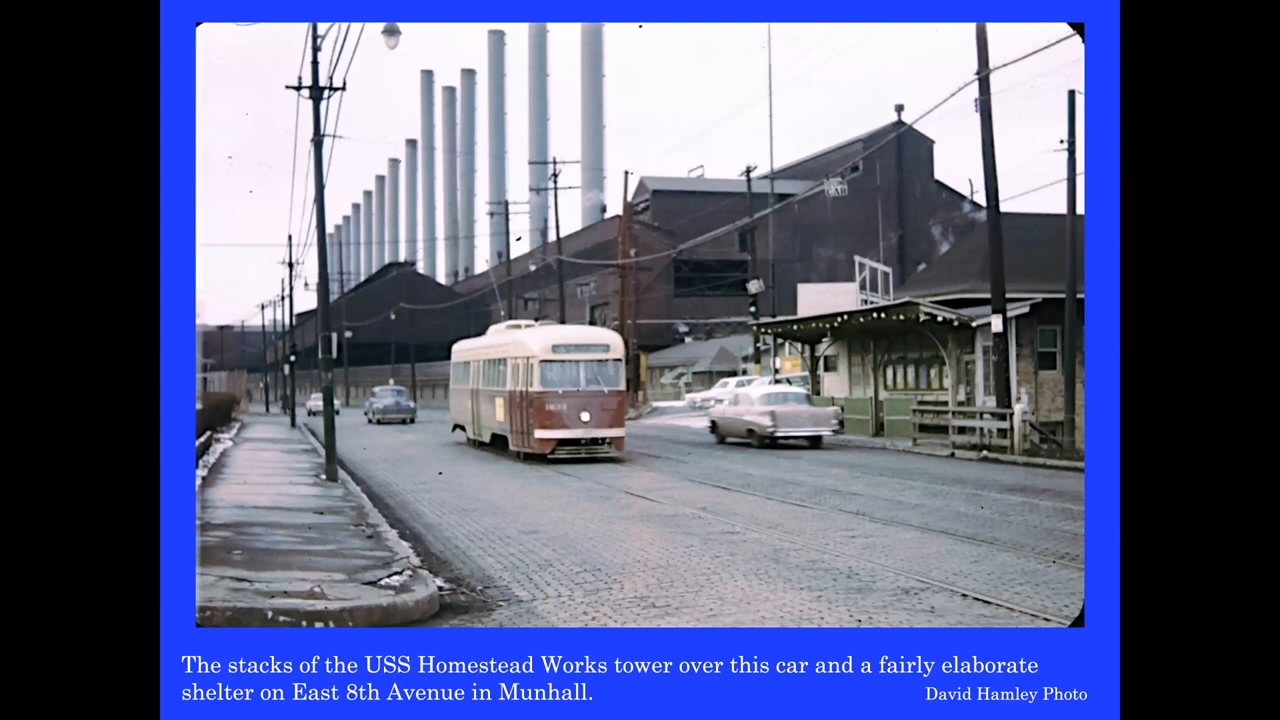 The stacks of the USS Homestead Works tower over this car and a fairly elaborate
shelter on East 8th Avenue in Munhall.
David Hamley Photo